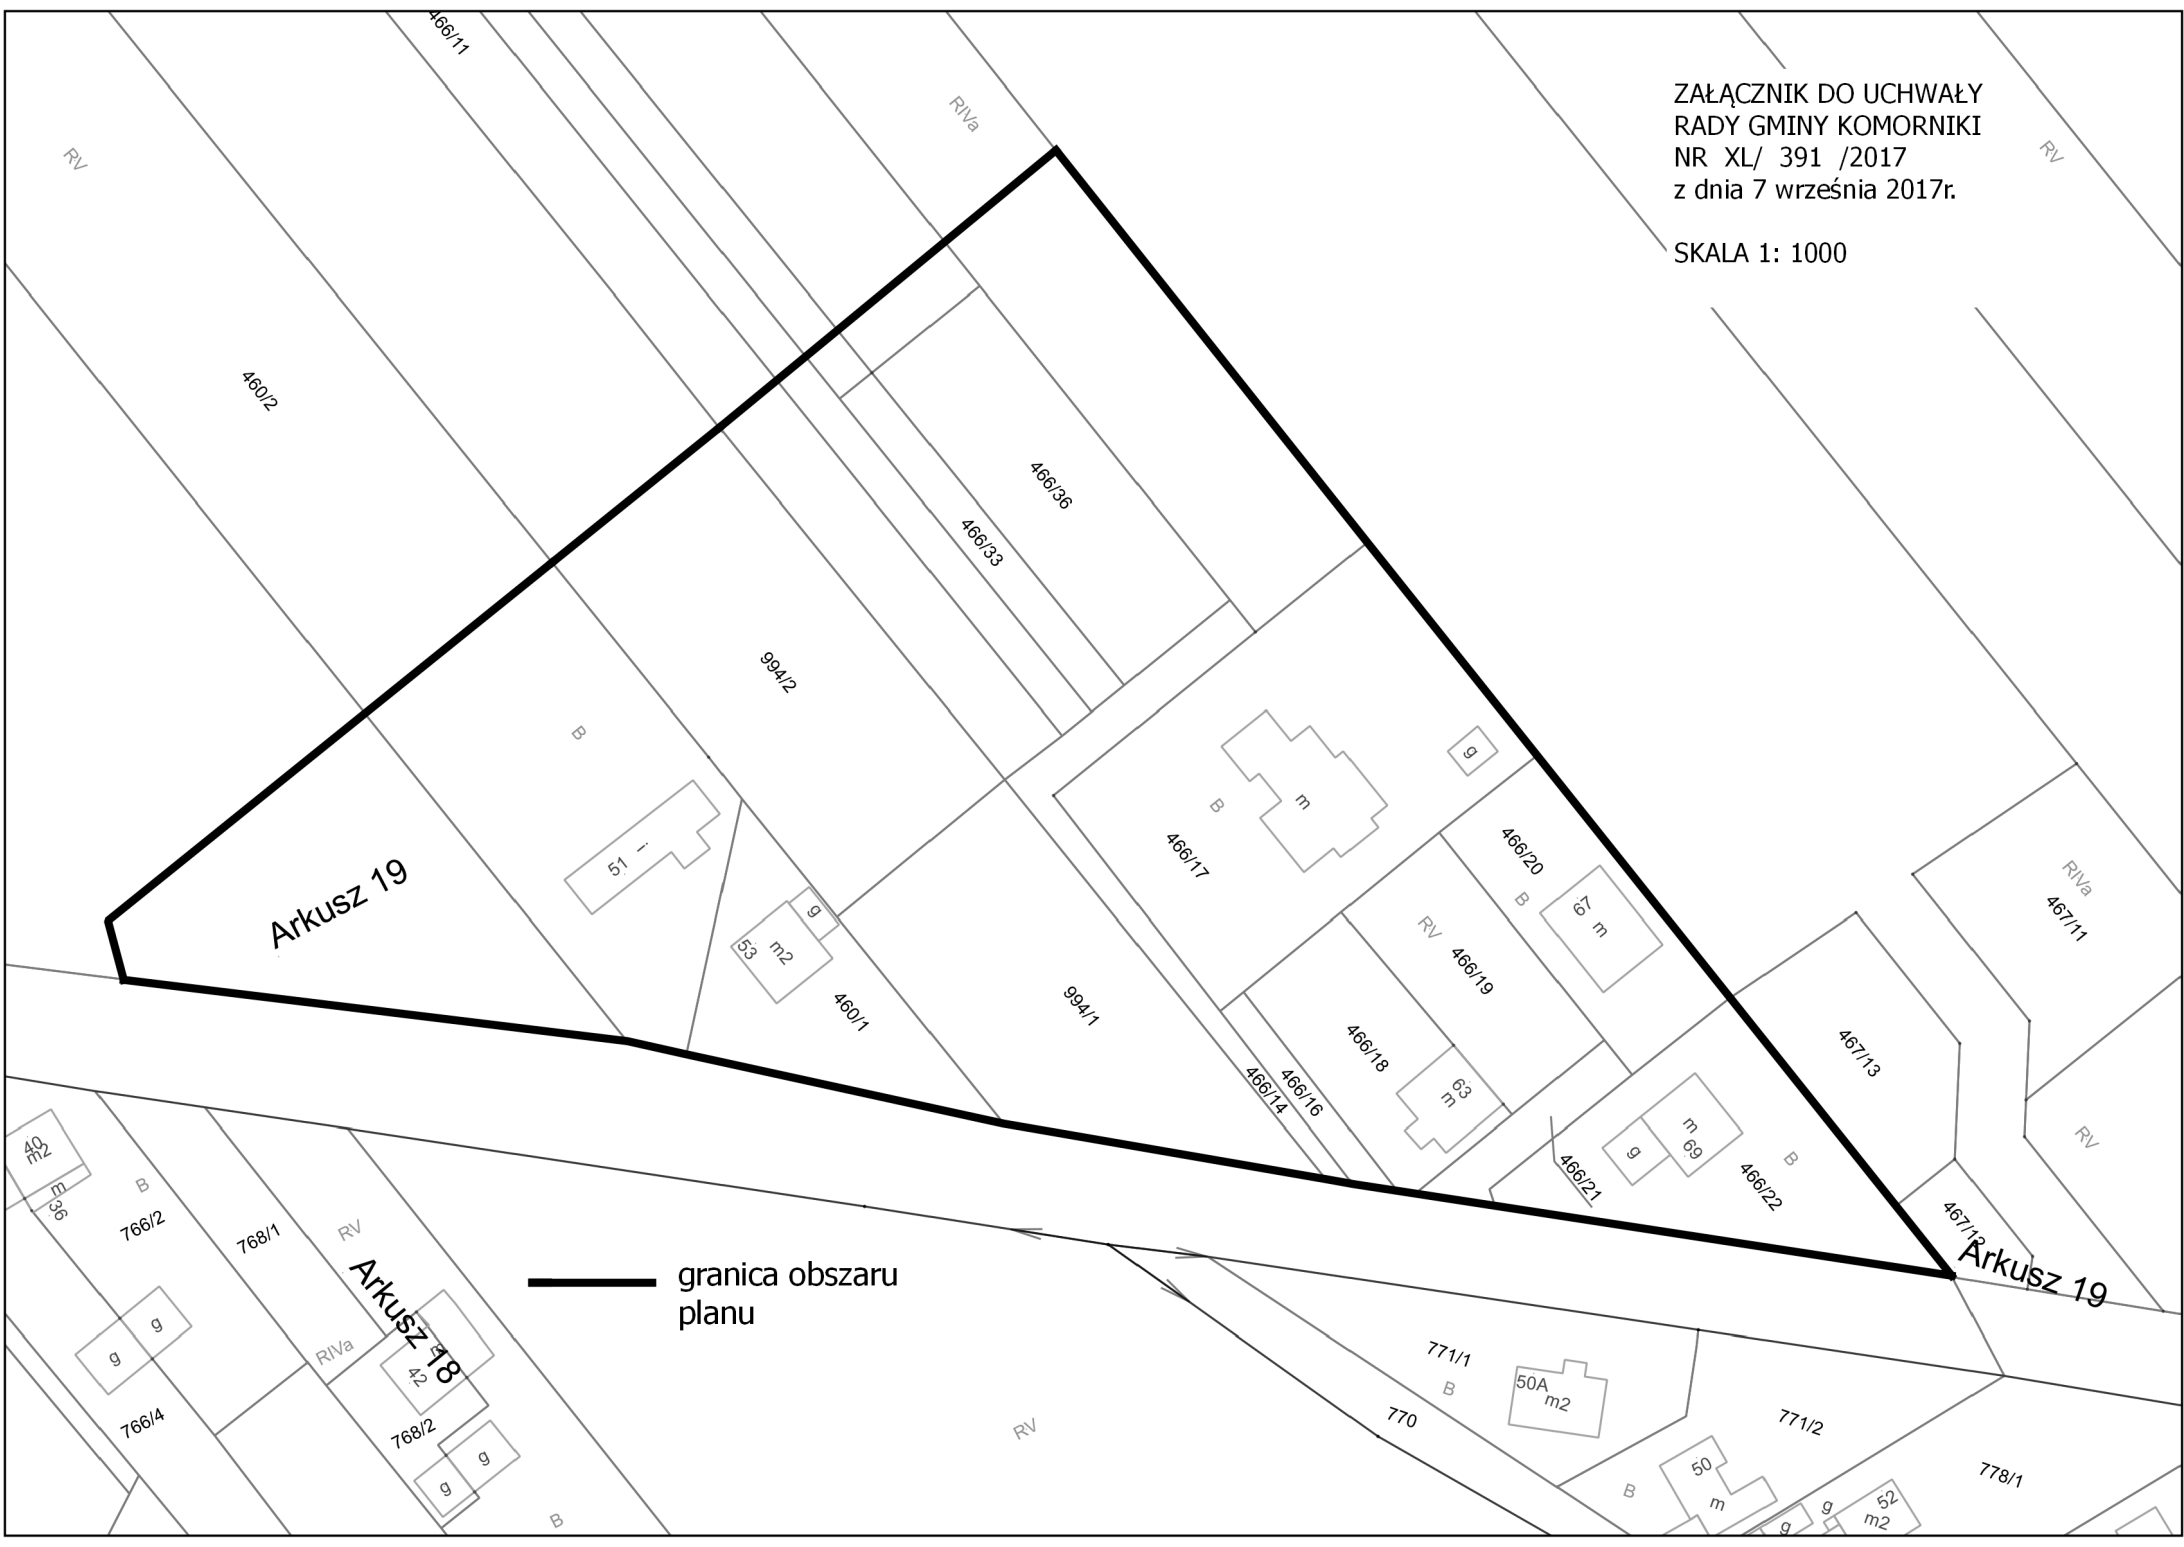 466/11
RIVa
ZAŁĄCZNIK DO UCHWAŁY
RADY GMINY KOMORNIKI
NR XL/ 391 /2017
z dnia 7 września 2017r.
SKALA 1: 1000
RV
RV
460/2
466/36
466/33
994/2
B
g
m
B
466/17
51 i
Arkusz 19
466/20
B
67
m
RIVa
467/11
g
53
m2
460/1
994/1
RV
466/19
466/18
63
m
466/14
466/16
467/13
RV
m
69
g
B
466/21
466/22
467/12
Arkusz 19
40
m2
m
36
B
766/2
768/1
RV
Arkusz 18
granica obszaru
planu
g
g
RIVa
42
766/4
768/2
g
g
B
RV
771/1
B
50A
m2
770
771/2
50
m
B
778/1
g
52
m2
g